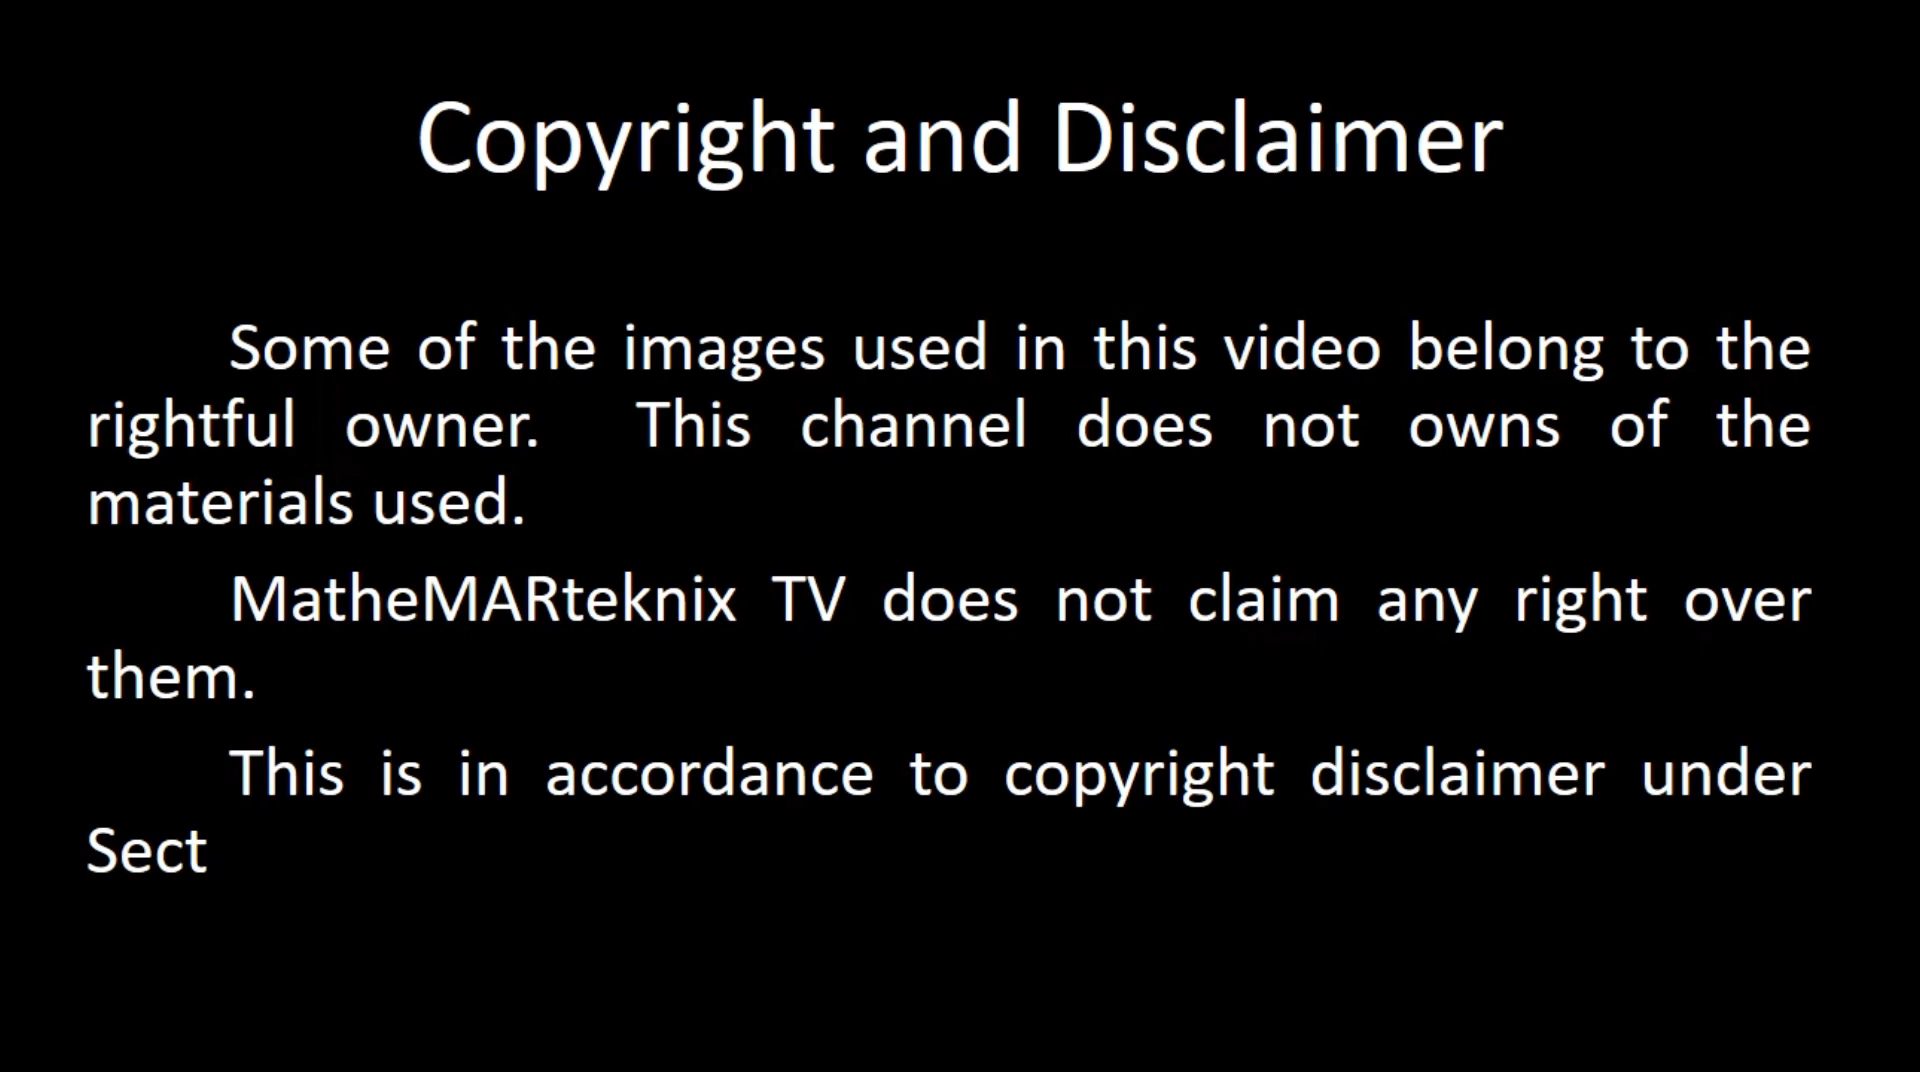 Copyright and Disclaimer
Some of the images used in this video belong to the
rightful owner. This channel does not owns of the
materials used.
MatheMARteknix TV does not claim any right over
them.
This is in accordance to copyright disclaimer under
Sect